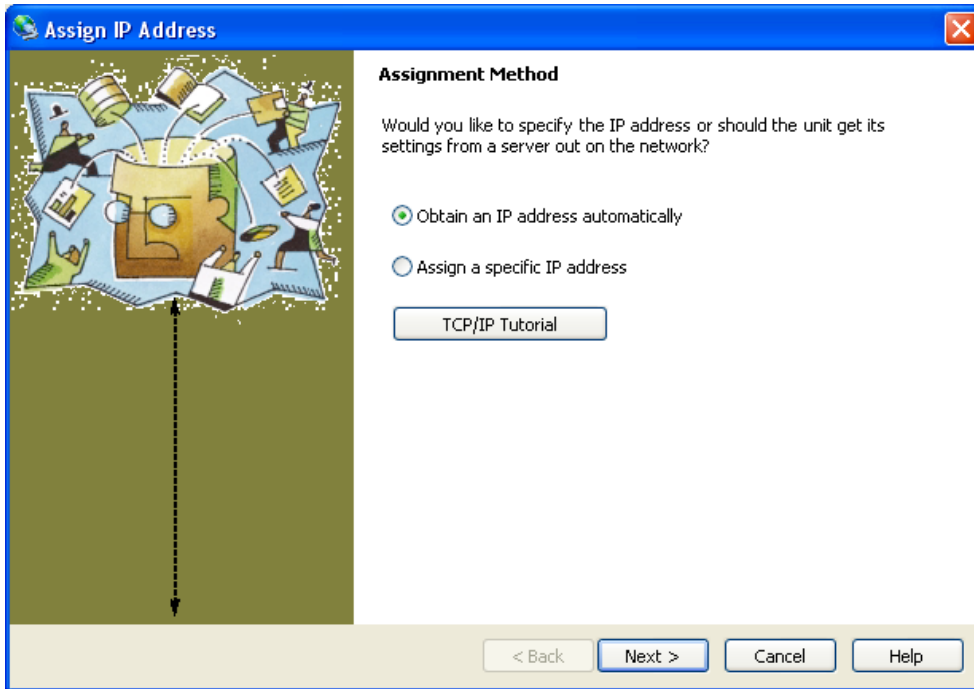 Assign IP Address
Assignment Method
Would you like to specify the IP address or should the unit get its
settings from a server out on the network?
Obtain an IP address automatically
Assign a specific IP address
TCP/IP Tutorial
< Back
Next >
Cancel
Help